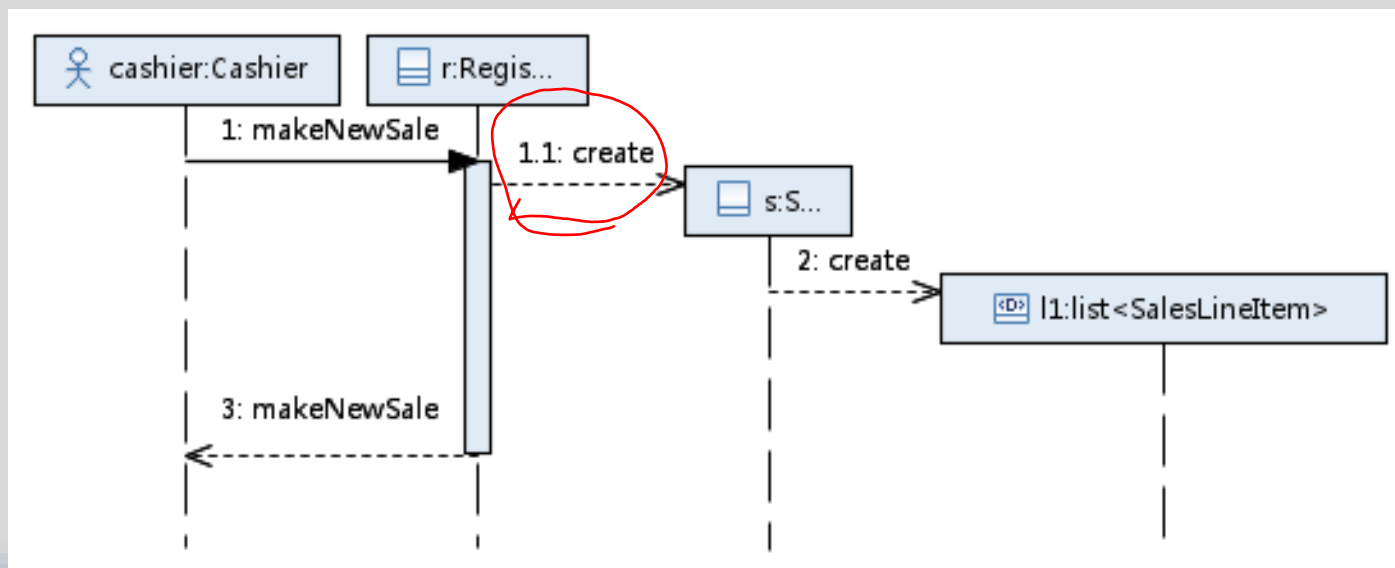 cashier:Cashier
r:Regis...
1: makeNewSale
1.1: create
s:S...
2: create
<D> l1:list<SalesLineItem>
3: makeNewSale